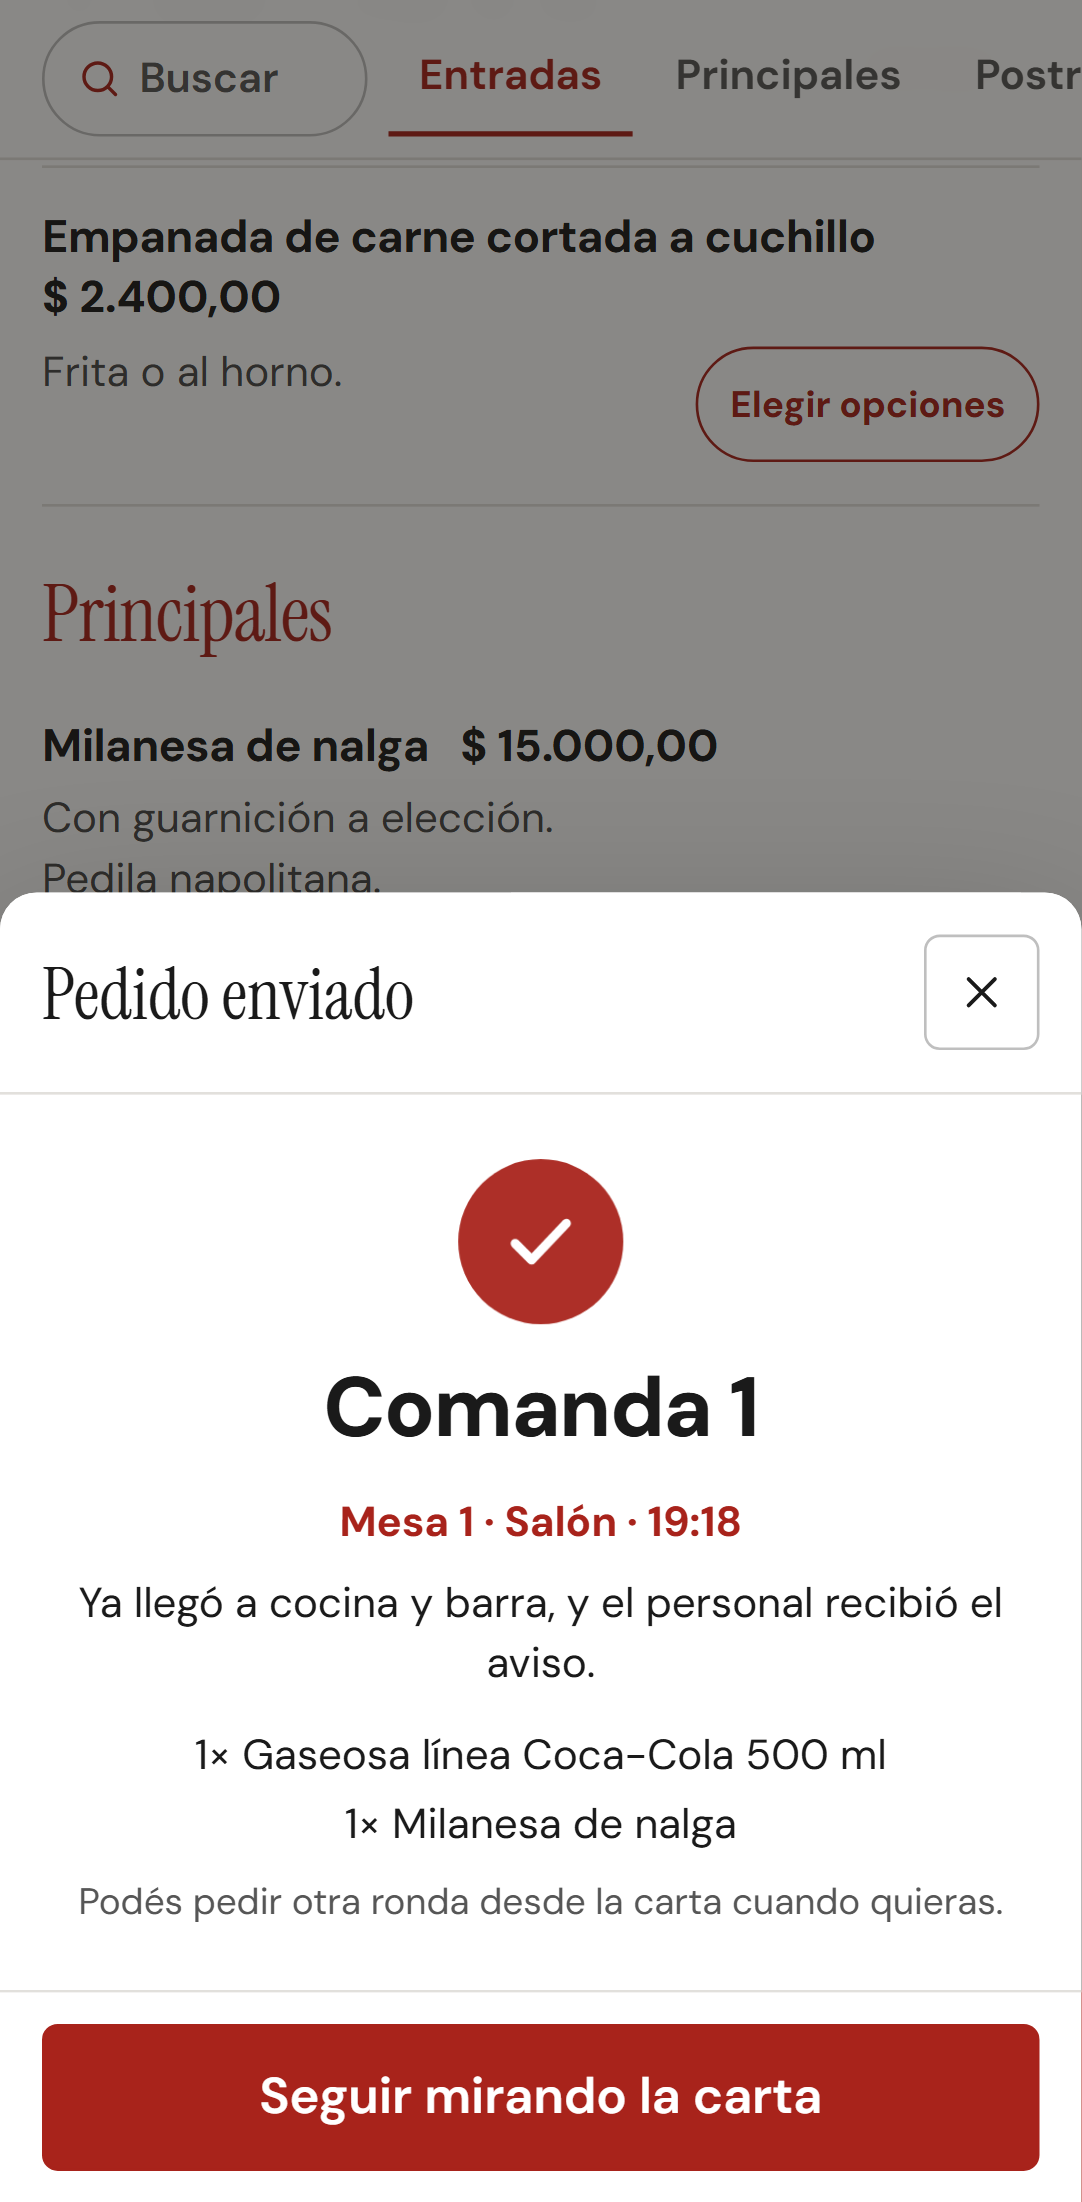 Buscar
Entradas
Principales
Postr
Empanada de carne cortada a cuchillo
$ 2.400,00
Frita o al horno.
Elegir opciones
Principales
Milanesa de nalga $ 15.000,00
Con guarnición a elección.
Pedila napolitana.
Pedido enviado
Comanda 1
Mesa 1 · Salón · 19:18
Ya llegó a cocina y barra, y el personal recibió el
aviso.
1× Gaseosa línea Coca-Cola 500 ml
1× Milanesa de nalga
Podés pedir otra ronda desde la carta cuando quieras.
Seguir mirando la carta